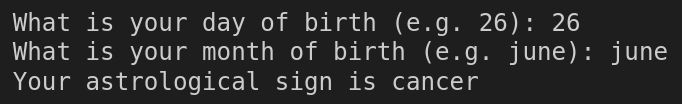 What is your day of birth (e.g. 26): 26
What is your month of birth (e.g. june): june
Your astrological sign is cancer